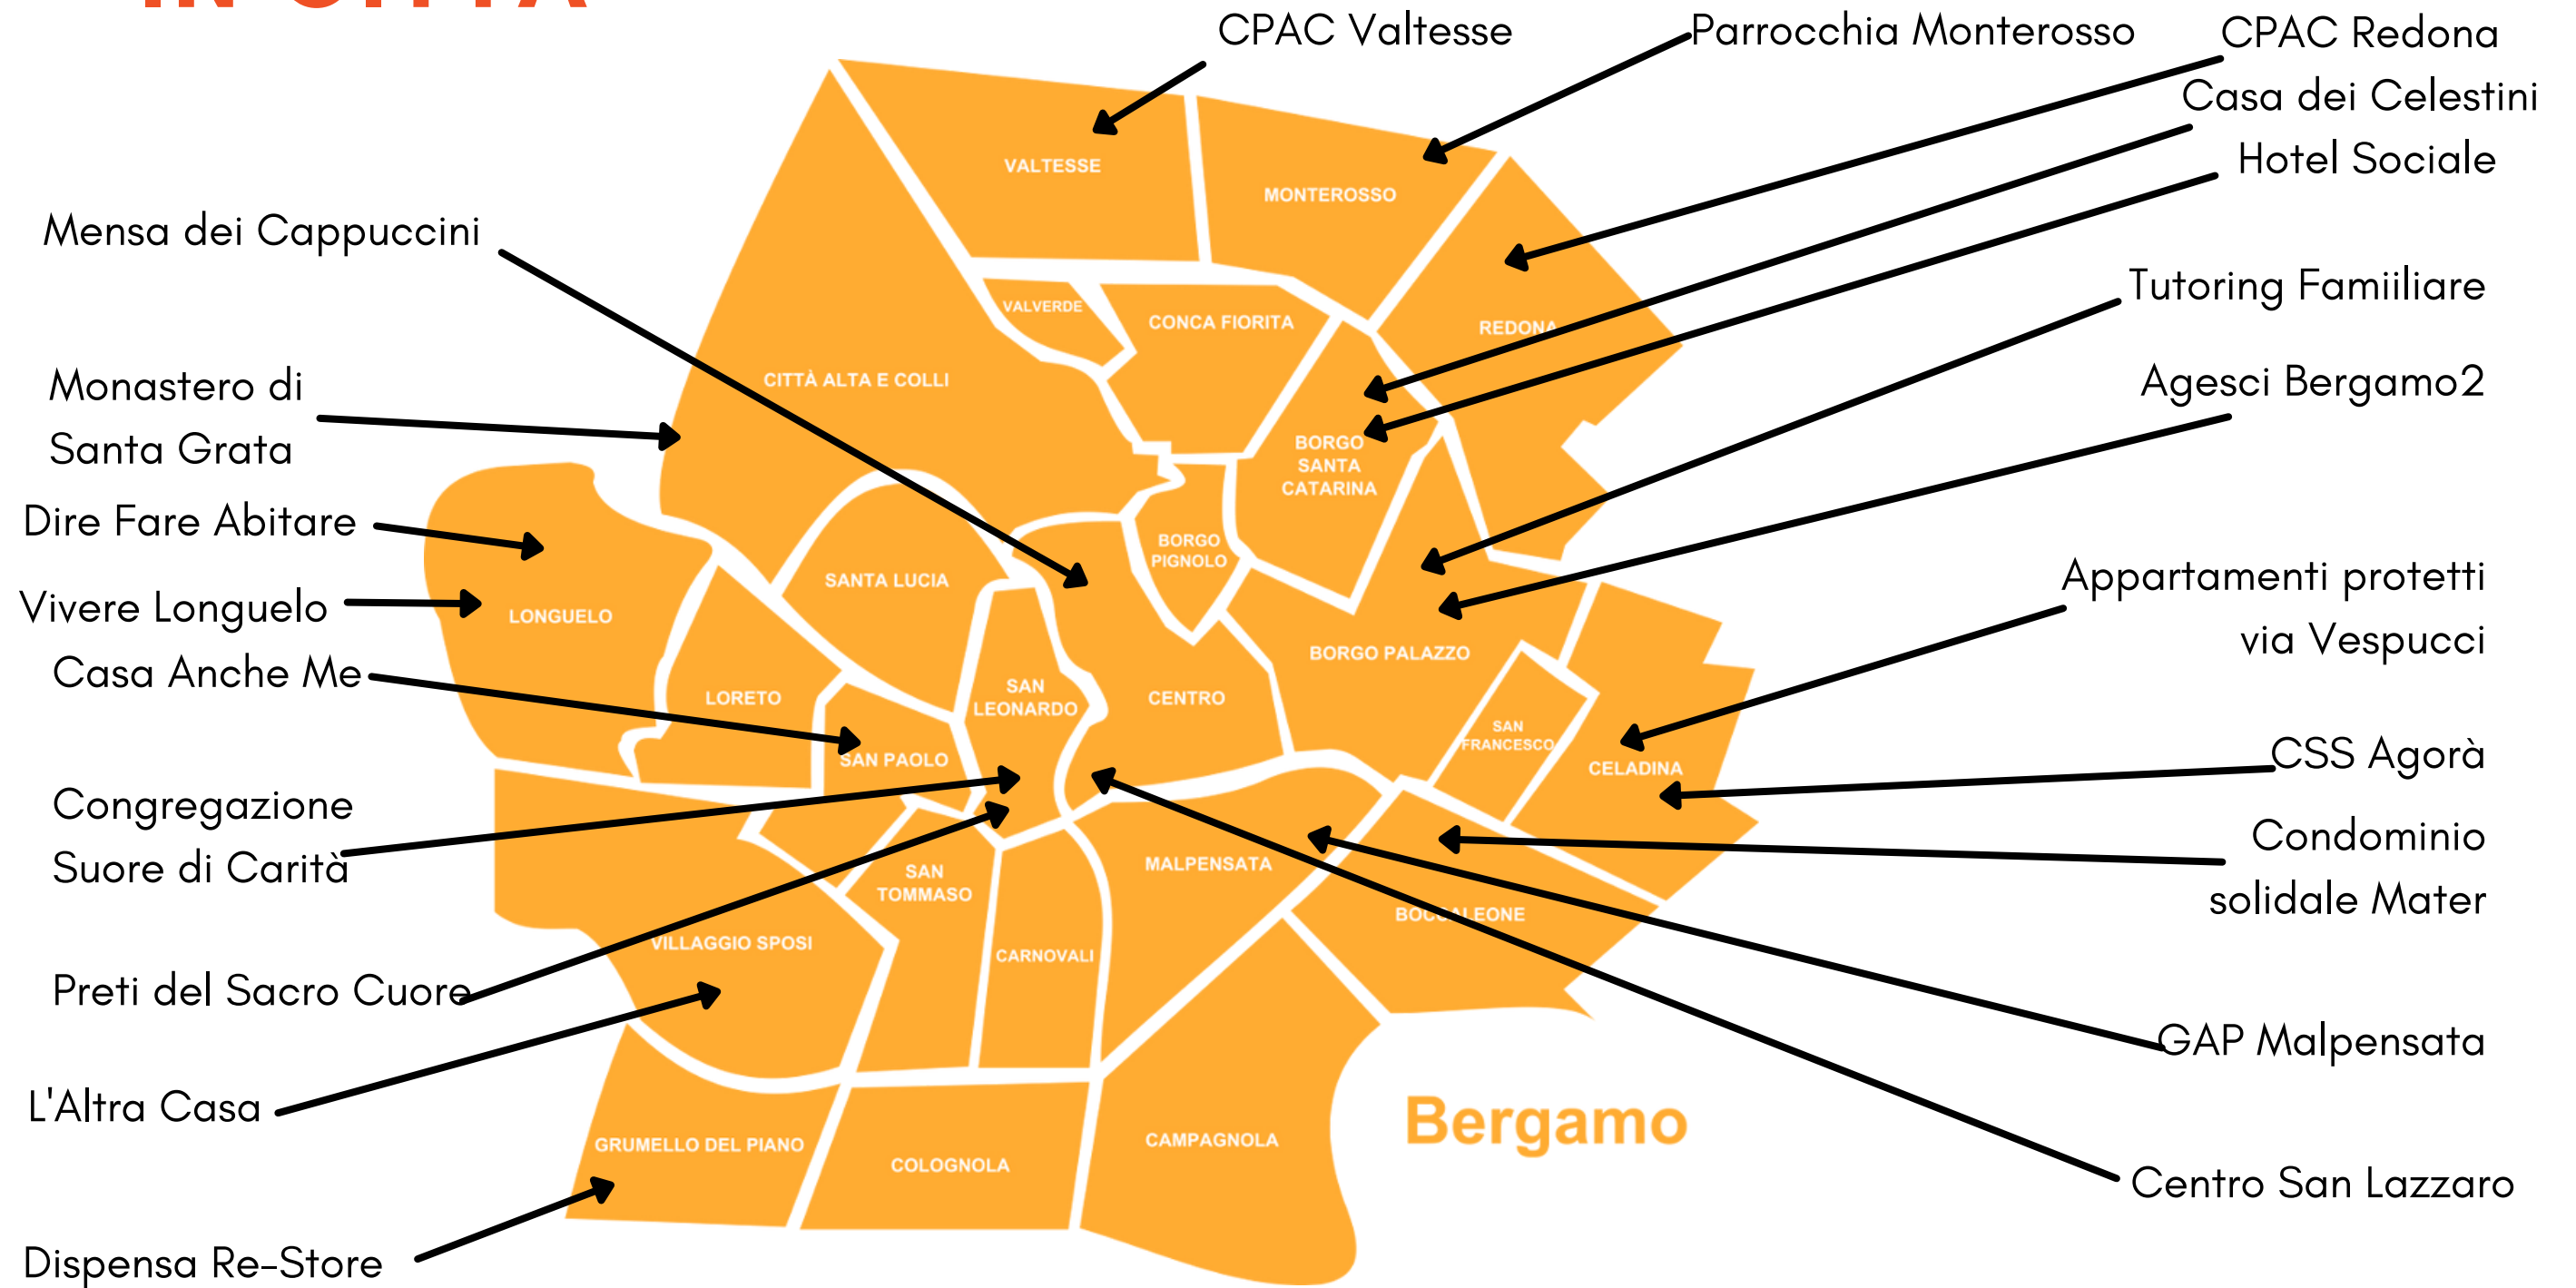 IN CITTÀ
CPAC Valtesse
Parrocchia Monterosso
CPAC Redona
Casa dei Celestini
Hotel Sociale
Tutoring Famiiliare
Agesci Bergamo2
Appartamenti protetti
via Vespucci
CSS Agorà
Condominio
solidale Mater
GAP Malpensata
Centro San Lazzaro
Mensa dei Cappuccini
Monastero di
Santa Grata
Dire Fare Abitare
Vivere Longuelo
Casa Anche Me
Congregazione
Suore di Carità
Preti del Sacro Cuore
L'Altra Casa
Dispensa Re-Store
VALTESSE
MONTEROSSO
VALVERDE
CONCA FIORITA
REDONA
CITTÀ ALTA E COLLI
BORGO
SANTA
CATARINA
BORGO
PIGNOLO
SANTA LUCIA
LONGUELO
BORGO PALAZZO
SAN
LEONARDO
LORETO
CENTRO
SAN
FRANCESCO
SAN PAOLO
CELADINA
MALPENSATA
SAN
TOMMASO
BOCCALEONE
VILLAGGIO SPOSI
CARNOVALI
GRUMELLO DEL PIANO
COLOGNOLA
CAMPAGNOLA
Bergamo